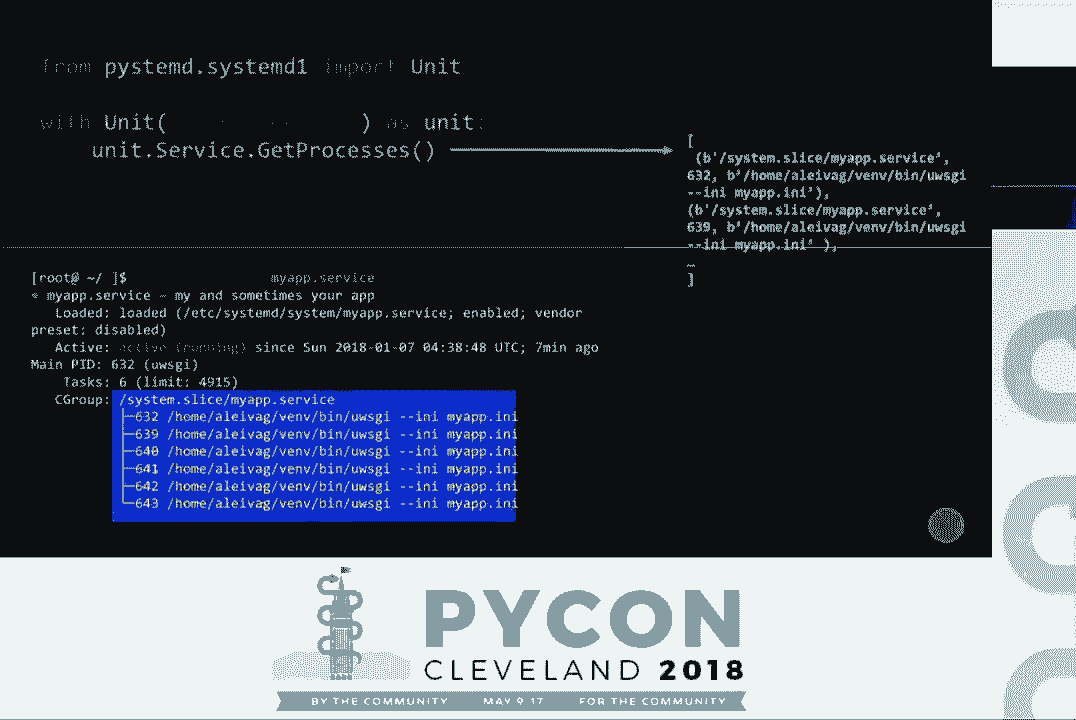 from pystemd.systemd1 import Unit
with Unit( ) as unit:
unit.Service.GetProcesses()
[
(b'/system.slice/myapp.service',
632, b'/home/aleivag/venv/bin/uwsgi
--ini myapp.ini'),
(b'/system.slice/myapp.service',
639, b'/home/aleivag/venv/bin/uwsgi
--ini myapp.ini' ),
…
]
[root@ ~/ ]$ myapp.service
● myapp.service - my and sometimes your app
Loaded: loaded (/etc/systemd/system/myapp.service; enabled; vendor
preset: disabled)
Active: active (running) since Sun 2018-01-07 04:38:48 UTC; 7min ago
Main PID: 632 (uwsgi)
Tasks: 6 (limit: 4915)
CGroup: /system.slice/myapp.service
├─632 /home/aleivag/venv/bin/uwsgi --ini myapp.ini
├─639 /home/aleivag/venv/bin/uwsgi --ini myapp.ini
├─640 /home/aleivag/venv/bin/uwsgi --ini myapp.ini
├─641 /home/aleivag/venv/bin/uwsgi --ini myapp.ini
├─642 /home/aleivag/venv/bin/uwsgi --ini myapp.ini
└─643 /home/aleivag/venv/bin/uwsgi --ini myapp.ini
PYCON
CLEVELAND 2018
BY THE COMMUNITY MAY 9-17 FOR THE COMMUNITY